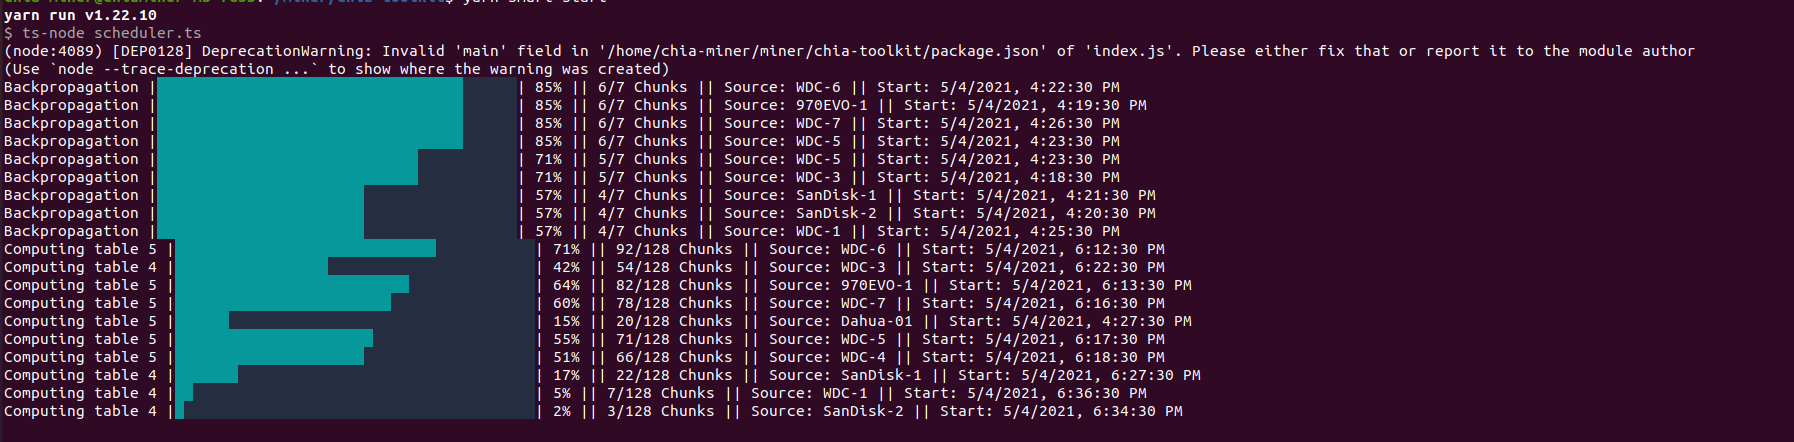 yarn run v1.22.10
$ ts-node scheduler.ts
(node:4089) [DEP0128] DeprecationWarning: Invalid 'main' field in '/home/chia-miner/miner/chia-toolkit/package.json' of 'index.js'. Please either fix that or report it to the module author
(Use `node --trace-deprecation ...` to show where the warning was created)
Backpropagation | | 85% || 6/7 Chunks || Source: WDC-6 || Start: 5/4/2021, 4:22:30 PM
Backpropagation | | 85% || 6/7 Chunks || Source: 970EVO-1 || Start: 5/4/2021, 4:19:30 PM
Backpropagation | | 85% || 6/7 Chunks || Source: WDC-7 || Start: 5/4/2021, 4:26:30 PM
Backpropagation | | 85% || 6/7 Chunks || Source: WDC-5 || Start: 5/4/2021, 4:23:30 PM
Backpropagation | | 71% || 5/7 Chunks || Source: WDC-5 || Start: 5/4/2021, 4:23:30 PM
Backpropagation | | 71% || 5/7 Chunks || Source: WDC-3 || Start: 5/4/2021, 4:18:30 PM
Backpropagation | | 57% || 4/7 Chunks || Source: SanDisk-1 || Start: 5/4/2021, 4:21:30 PM
Backpropagation | | 57% || 4/7 Chunks || Source: SanDisk-2 || Start: 5/4/2021, 4:20:30 PM
Backpropagation | | 57% || 4/7 Chunks || Source: WDC-1 || Start: 5/4/2021, 4:25:30 PM
Computing table 5 | | 71% || 92/128 Chunks || Source: WDC-6 || Start: 5/4/2021, 6:12:30 PM
Computing table 4 | | 42% || 54/128 Chunks || Source: WDC-3 || Start: 5/4/2021, 6:22:30 PM
Computing table 5 | | 64% || 82/128 Chunks || Source: 970EVO-1 || Start: 5/4/2021, 6:13:30 PM
Computing table 5 | | 60% || 78/128 Chunks || Source: WDC-7 || Start: 5/4/2021, 6:16:30 PM
Computing table 5 | | 15% || 20/128 Chunks || Source: Dahua-01 || Start: 5/4/2021, 4:27:30 PM
Computing table 5 | | 55% || 71/128 Chunks || Source: WDC-5 || Start: 5/4/2021, 6:17:30 PM
Computing table 5 | | 51% || 66/128 Chunks || Source: WDC-4 || Start: 5/4/2021, 6:18:30 PM
Computing table 4 | | 17% || 22/128 Chunks || Source: SanDisk-1 || Start: 5/4/2021, 6:27:30 PM
Computing table 4 | | 5% || 7/128 Chunks || Source: WDC-1 || Start: 5/4/2021, 6:36:30 PM
Computing table 4 | | 2% || 3/128 Chunks || Source: SanDisk-2 || Start: 5/4/2021, 6:34:30 PM